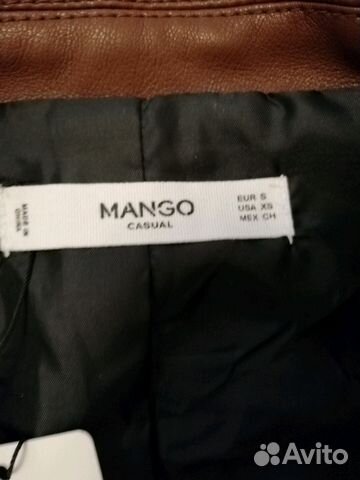 MADE IN
CHINA
MANGO
CASUAL
EUR S
USA XS
MEX CH
Avito